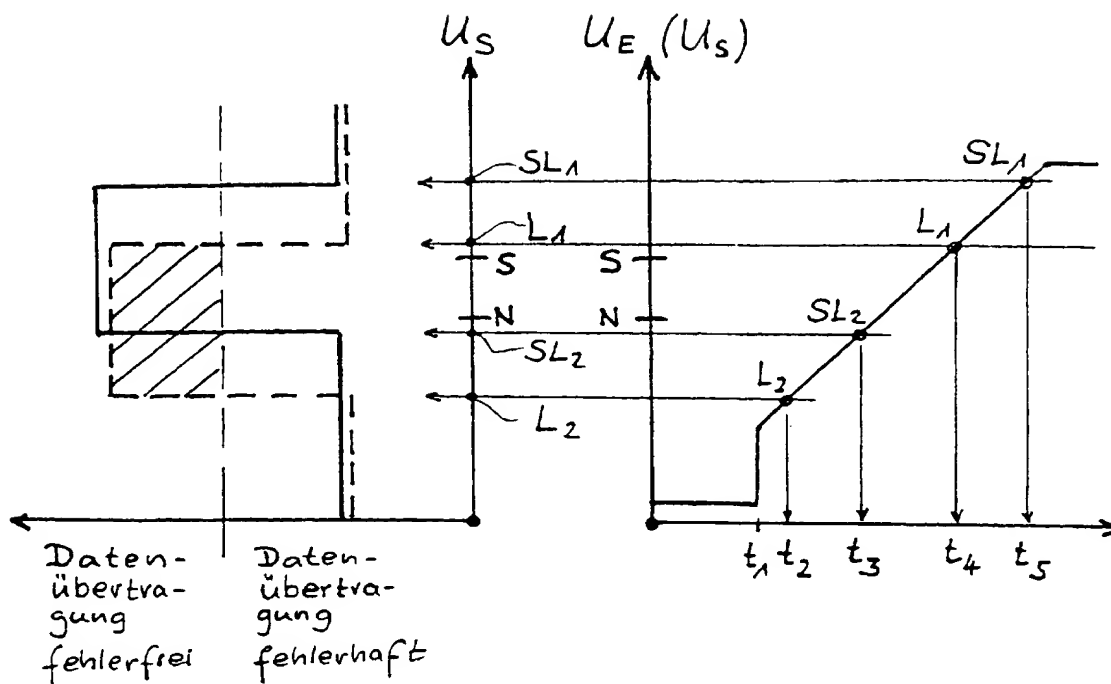 U_S
U_E (U_S)
SL_1
L_1
S
N
SL_2
L_2
S
N
SL_1
L_1
SL_2
L_2
t_1 t_2 t_3 t_4 t_5
Daten-
übertra-
gung
fehlerfrei
Daten-
übertra-
gung
fehlerhaft